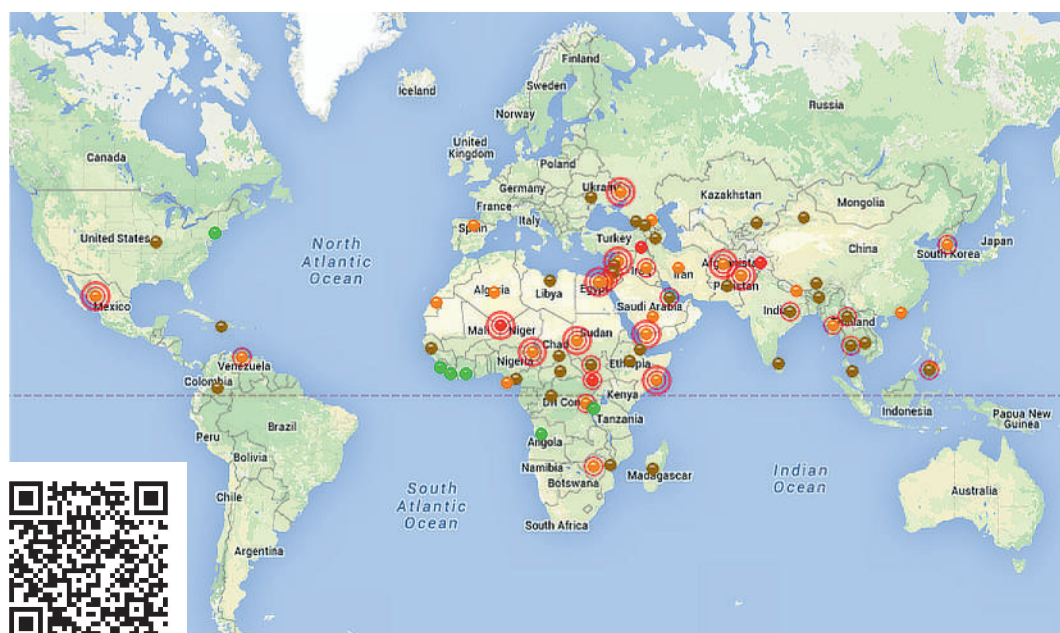 Finland
Iceland
Sweden
Russia
Norway
Canada
United
Kingdom
Poland
Germany
Ukraine
Kazakhstan
Mongolia
France
Italy
Spain
United States
Turkey
China
Japan
South Korea
North
Atlantic
Ocean
Afghanistan
Iraq
Iran
Pakistan
Algeria
Libya
Egypt
Saudi Arabia
India
Mexico
Mali
Niger
Sudan
Chad
Thailand
Nigeria
Ethiopia
Venezuela
Colombia
DR Congo
Kenya
Indonesia
Papua New
Guinea
Tanzania
Peru
Brazil
Angola
Bolivia
Namibia
Madagascar
Botswana
Indian
Ocean
Chile
South
Atlantic
Ocean
Australia
South Africa
Argentina